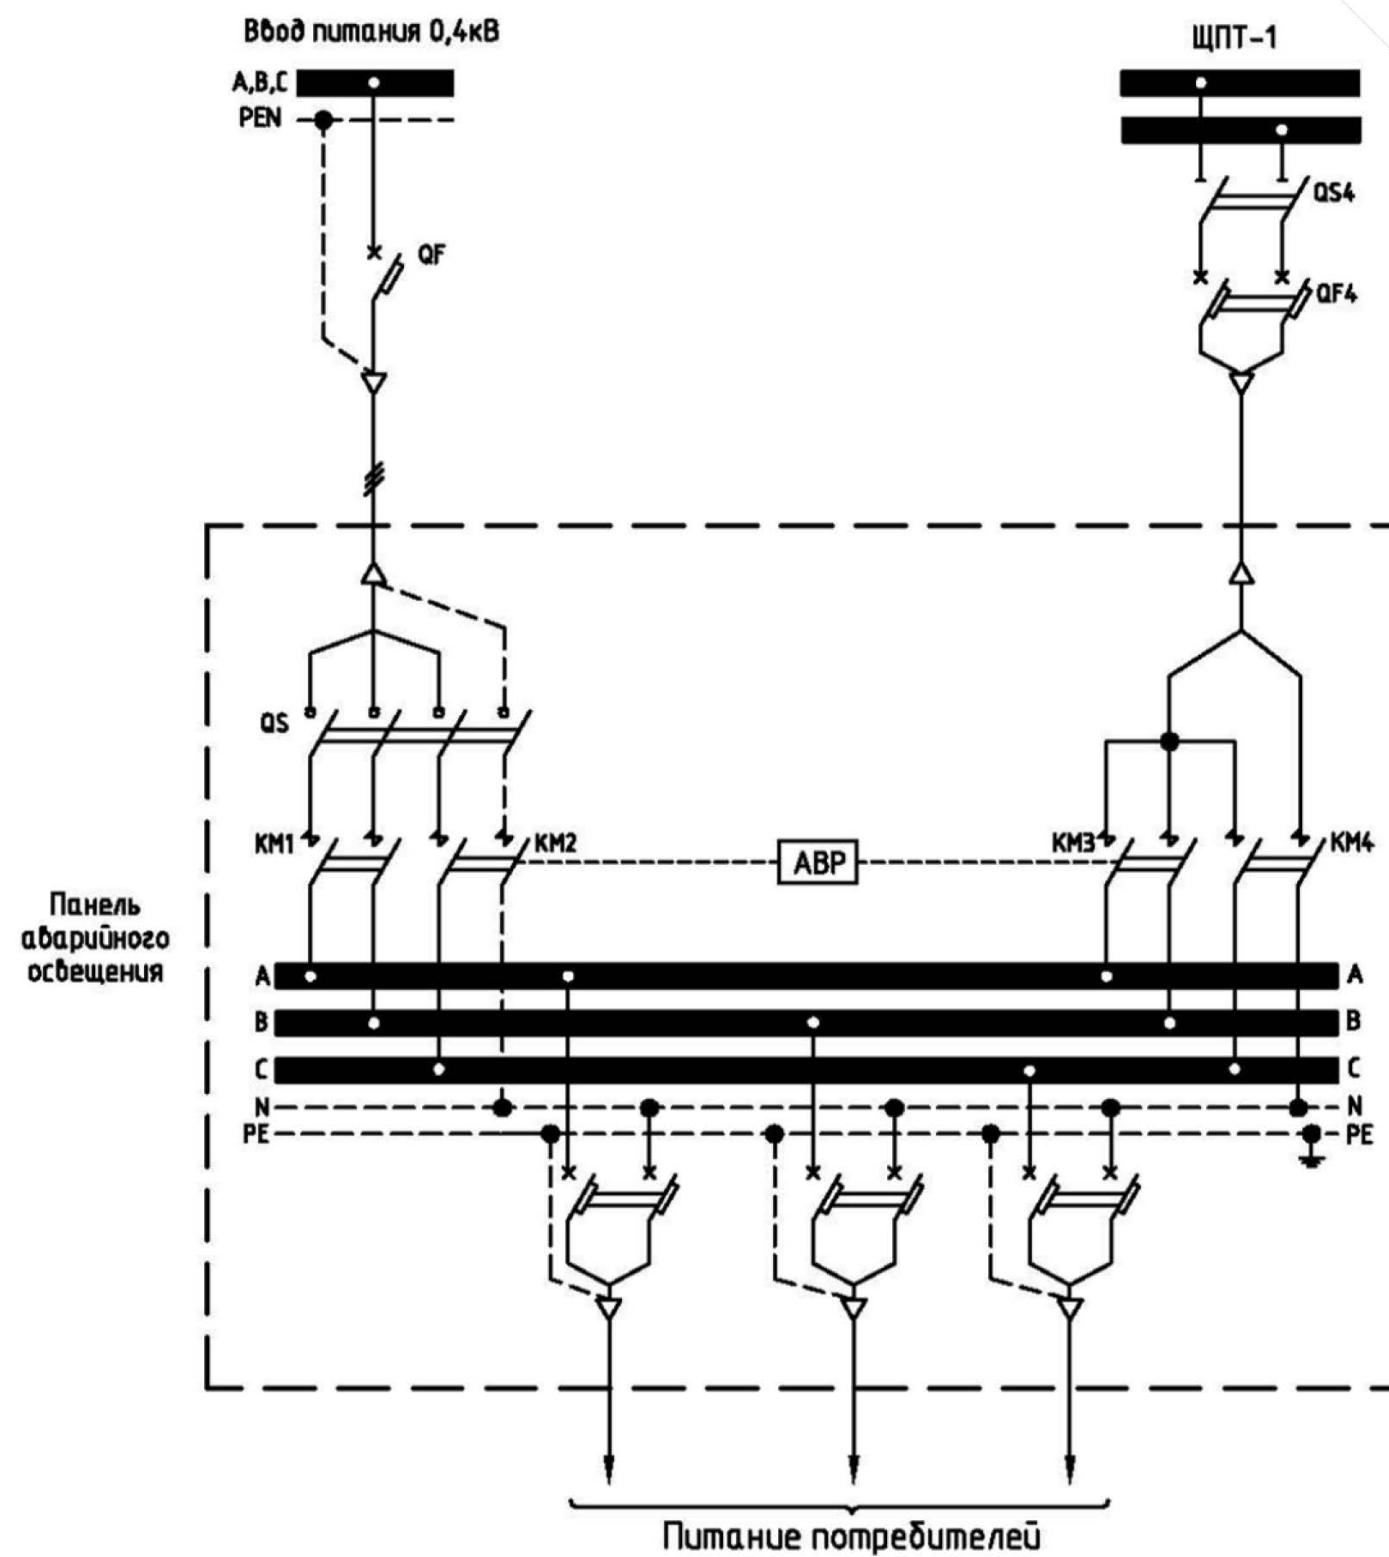 Ввод питания 0,4кВ
ЩПТ-1
A,B,C
PEN
QF
QS4
QF4
QS
KM1
KM2
АВР
KM3
KM4
Панель
аварийного
освещения
A
A
B
B
C
C
N
N
PE
PE
Питание потребителей